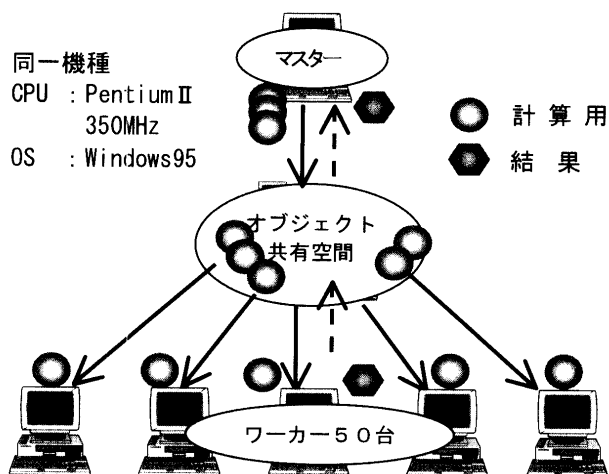 マスター
同一機種
CPU :PentiumⅡ
350MHz
OS :Windows95
計 算 用
結 果
オブジェクト
共有空間
ワーカー５０台